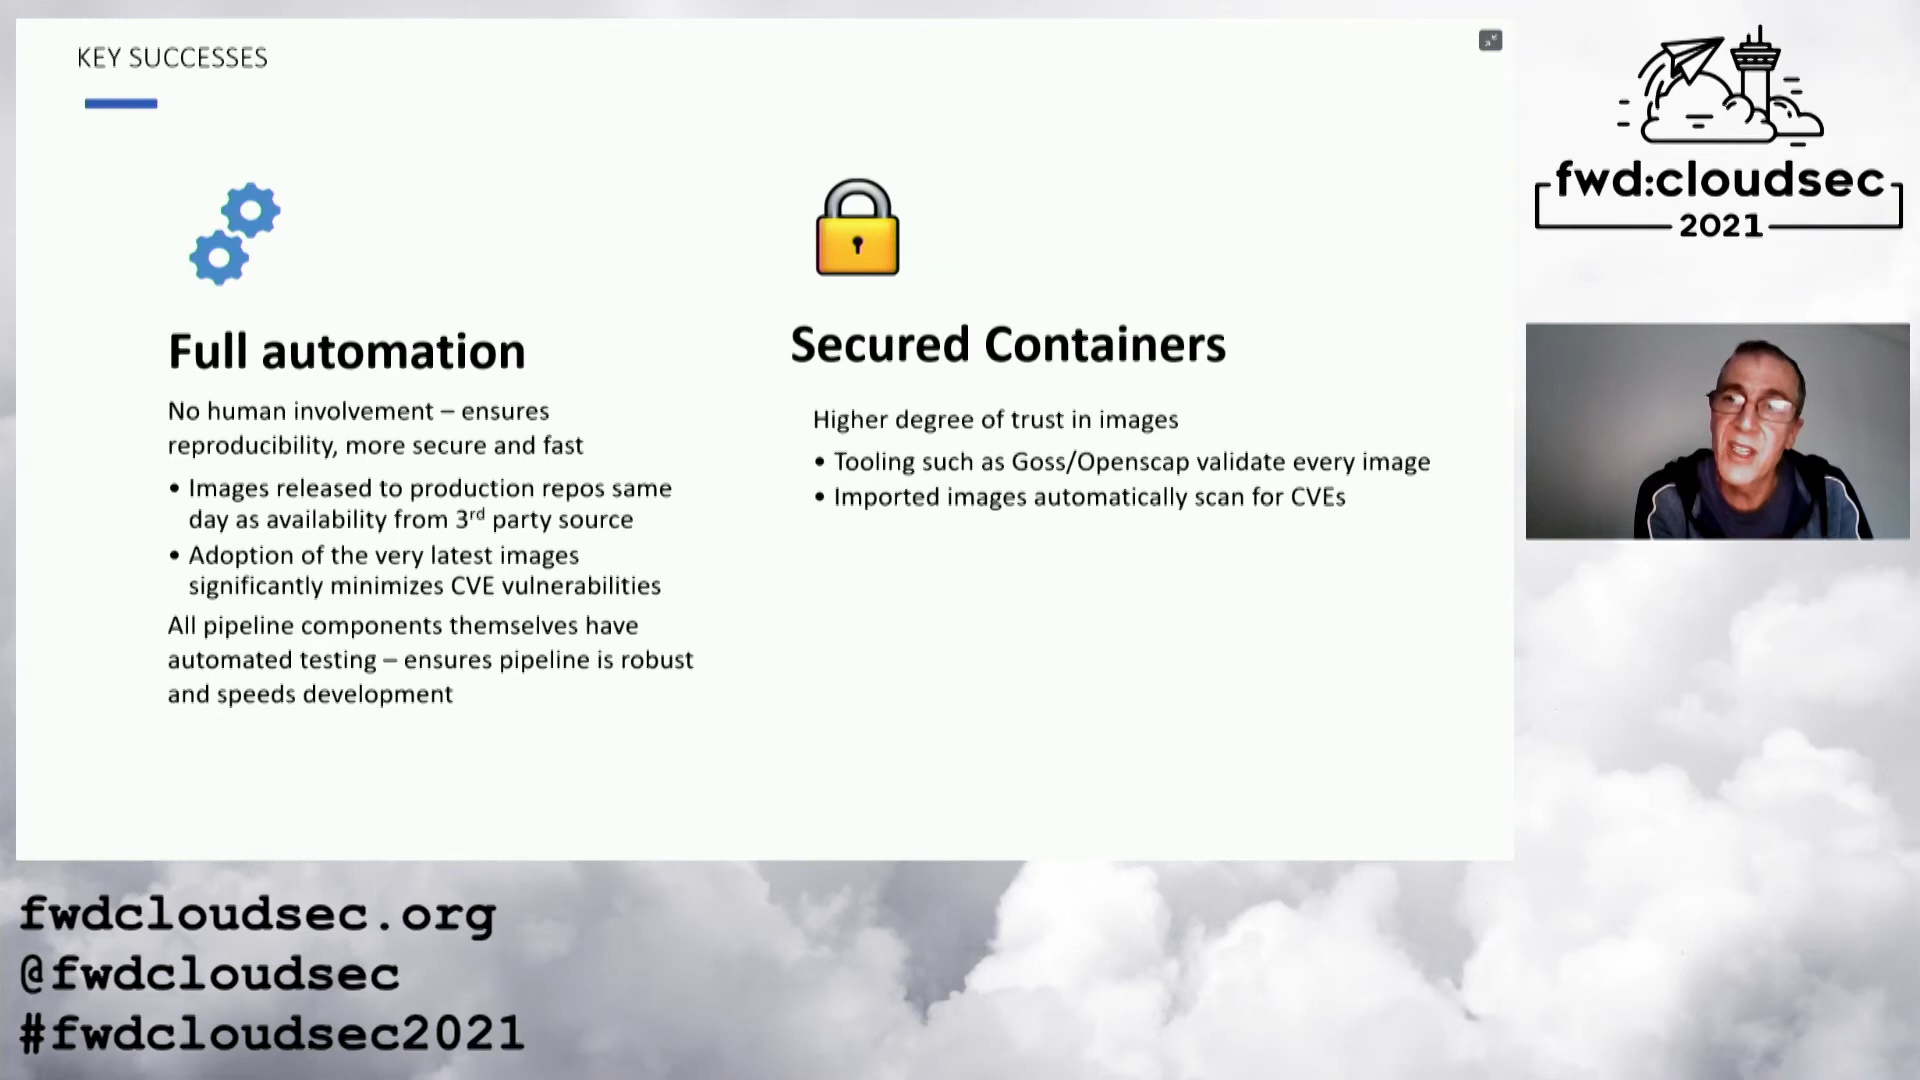 KEY SUCCESSES
Full automation
No human involvement – ensures
reproducibility, more secure and fast
• Images released to production repos same
day as availability from 3rd party source
• Adoption of the very latest images
significantly minimizes CVE vulnerabilities
All pipeline components themselves have
automated testing – ensures pipeline is robust
and speeds development
Secured Containers
Higher degree of trust in images
• Tooling such as Goss/Openscap validate every image
• Imported images automatically scan for CVEs
fwd:cloudsec
2021
fwdcloudsec.org
@fwdcloudsec
#fwdcloudsec2021